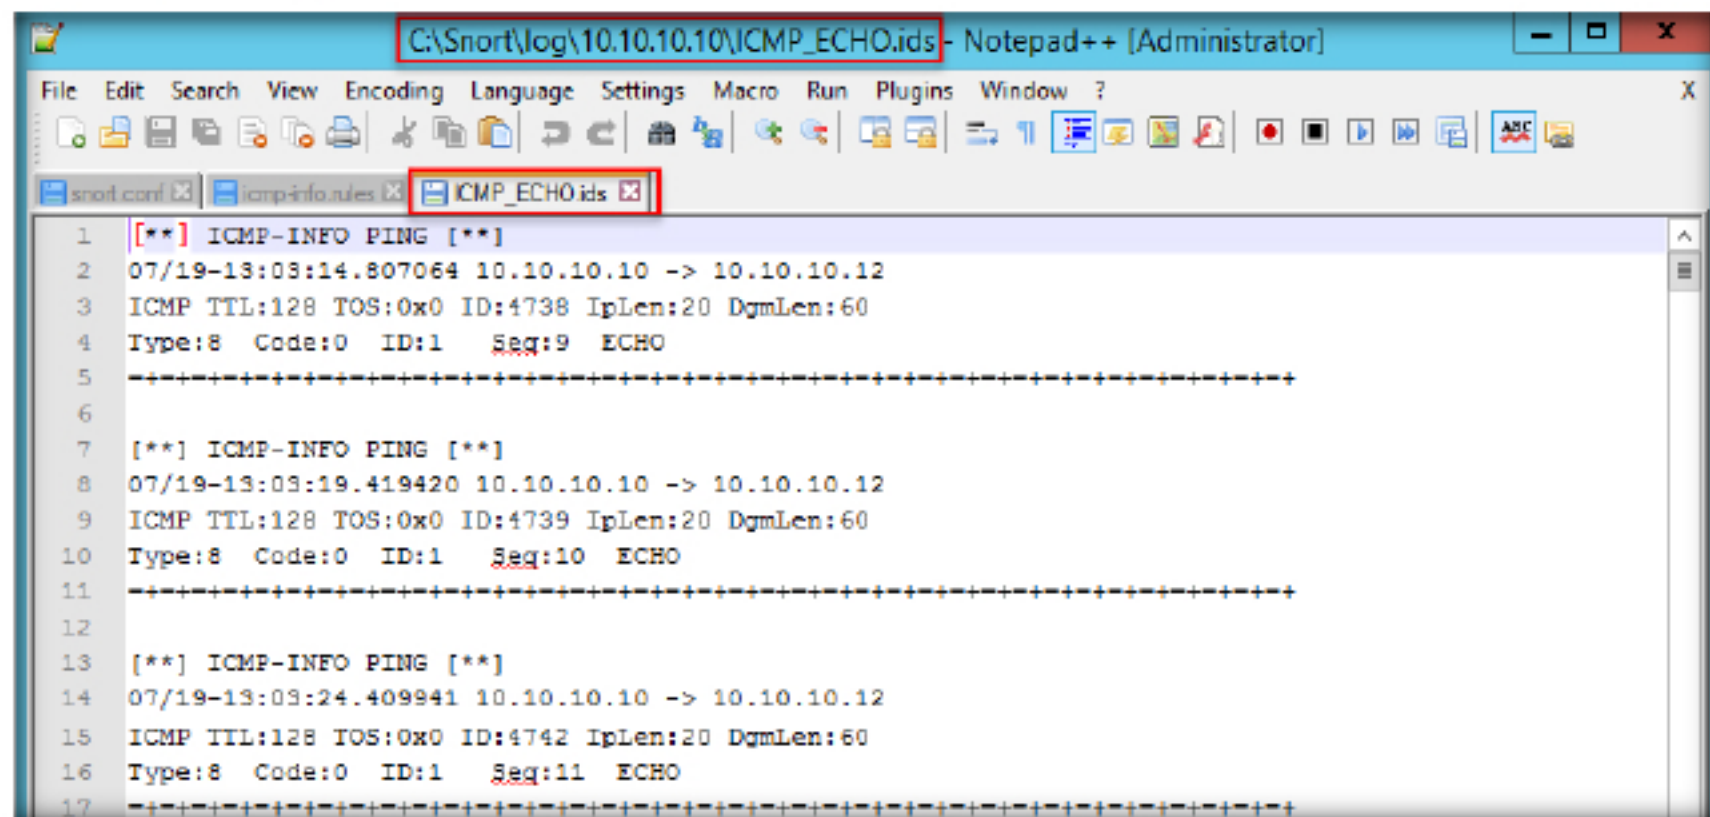 C:\Snort\log\10.10.10.10\ICMP_ECHO.ids - Notepad++ [Administrator]
File Edit Search View Encoding Language Settings Macro Run Plugins Window ? X
snort.conf icmp-info.rules ICMP_ECHO.ids
1 [**] ICMP-INFO PING [**]
2 07/19-13:03:14.807064 10.10.10.10 -> 10.10.10.12
3 ICMP TTL:128 TOS:0x0 ID:4738 IpLen:20 DgmLen:60
4 Type:8 Code:0 ID:1 Seq:9 ECHO
5 =+=+=+=+=+=+=+=+=+=+=+=+=+=+=+=+=+=+=+=+=+=+=+=+=+=+=+=+=+=+=+=+=+=+=+=+=+
6
7 [**] ICMP-INFO PING [**]
8 07/19-13:03:19.419420 10.10.10.10 -> 10.10.10.12
9 ICMP TTL:128 TOS:0x0 ID:4739 IpLen:20 DgmLen:60
10 Type:8 Code:0 ID:1 Seq:10 ECHO
11 =+=+=+=+=+=+=+=+=+=+=+=+=+=+=+=+=+=+=+=+=+=+=+=+=+=+=+=+=+=+=+=+=+=+=+=+=+
12
13 [**] ICMP-INFO PING [**]
14 07/19-13:03:24.409941 10.10.10.10 -> 10.10.10.12
15 ICMP TTL:128 TOS:0x0 ID:4742 IpLen:20 DgmLen:60
16 Type:8 Code:0 ID:1 Seq:11 ECHO
17 =+=+=+=+=+=+=+=+=+=+=+=+=+=+=+=+=+=+=+=+=+=+=+=+=+=+=+=+=+=+=+=+=+=+=+=+=+